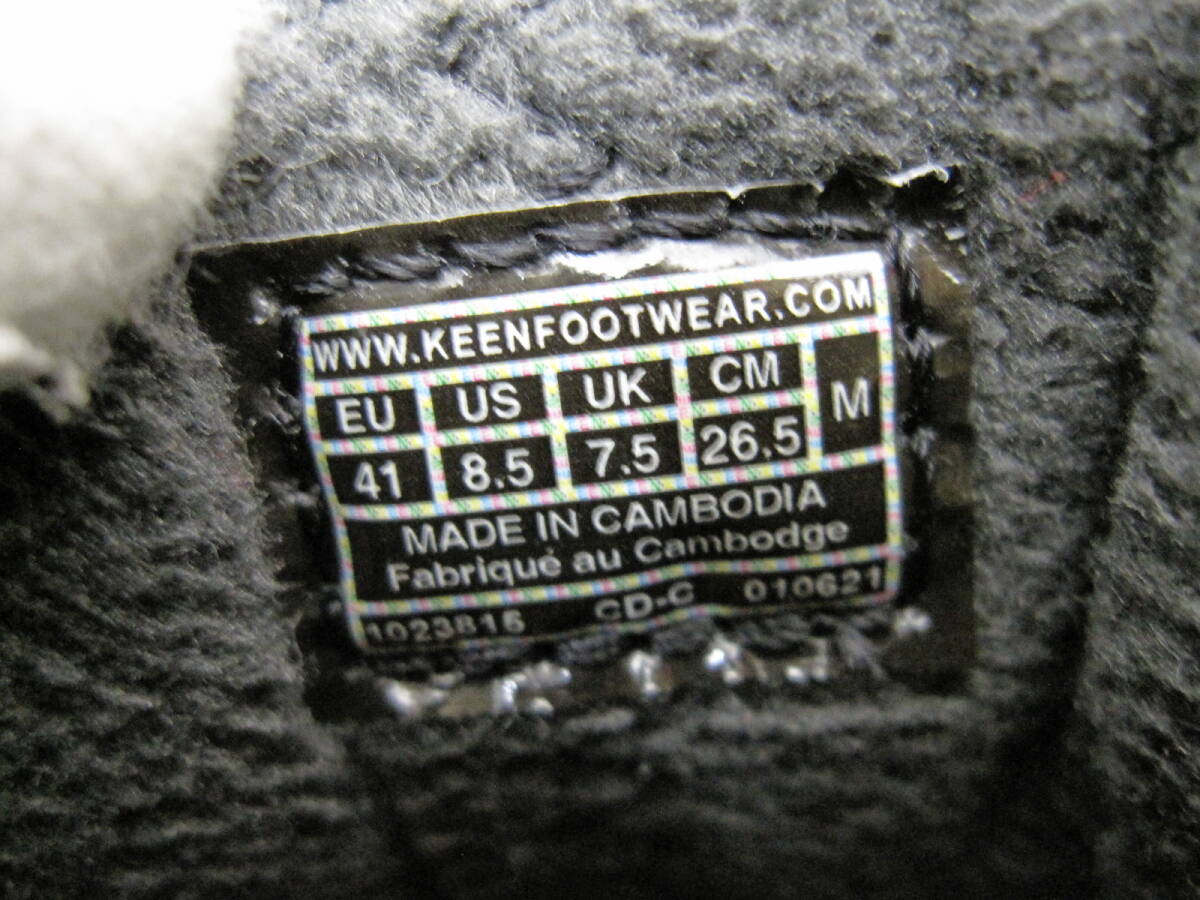 WWW.KEENFOOTWEAR.COM
EU US UK CM M
41 8.5 7.5 26.5
MADE IN CAMBODIA
Fabriqué au Cambodge
1023815 CD-C 010621